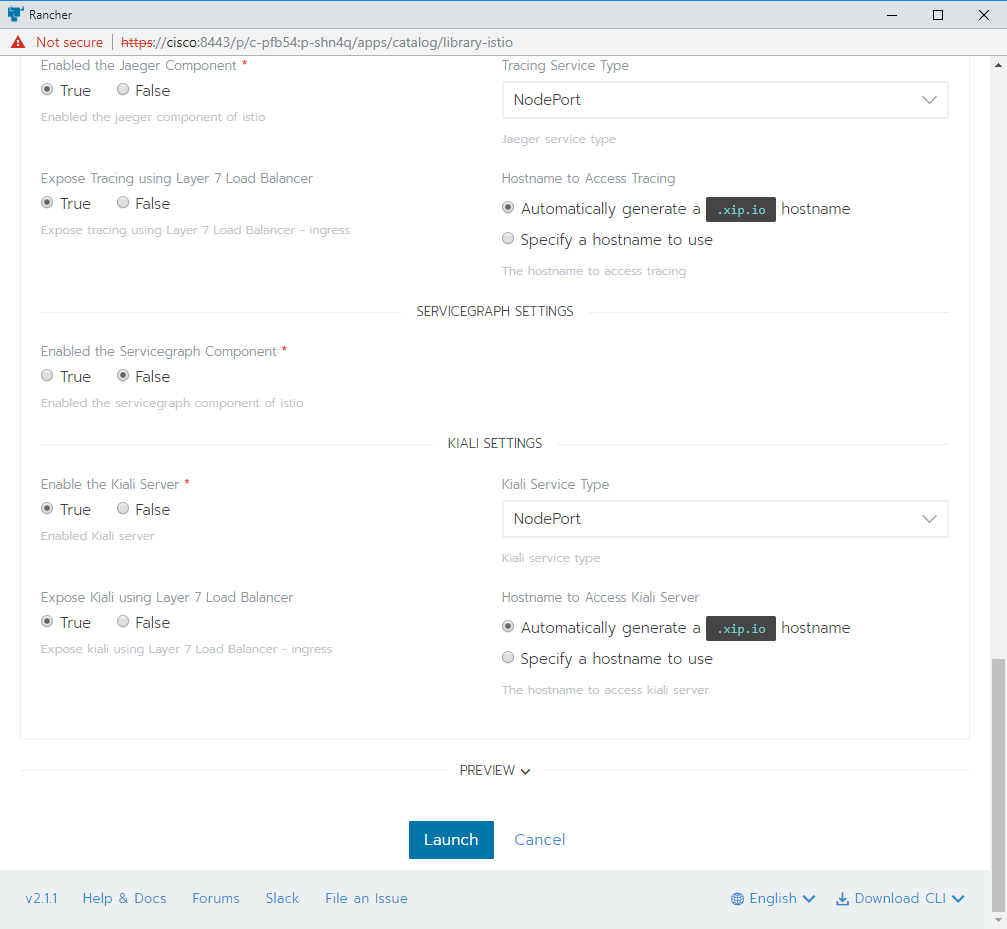 Rancher
Not secure https://cisco:8443/p/c-pfb54:p-shn4q/apps/catalog/library-istio
Enabled the Jaeger Component * Tracing Service Type
True False NodePort
Enabled the jaeger component of istio
Jaeger service type
Expose Tracing using Layer 7 Load Balancer Hostname to Access Tracing
True False Automatically generate a .xip.io hostname
Expose tracing using Layer 7 Load Balancer - ingress
Specify a hostname to use
The hostname to access tracing
SERVICEGRAPH SETTINGS
Enabled the Servicegraph Component *
True False
Enabled the servicegraph component of istio
KIALI SETTINGS
Enable the Kiali Server * Kiali Service Type
True False NodePort
Enabled Kiali server
Kiali service type
Expose Kiali using Layer 7 Load Balancer Hostname to Access Kiali Server
True False Automatically generate a .xip.io hostname
Expose kiali using Layer 7 Load Balancer - ingress
Specify a hostname to use
The hostname to access kiali server
PREVIEW
Launch Cancel
v2.1.1 Help & Docs Forums Slack File an Issue English Download CLI